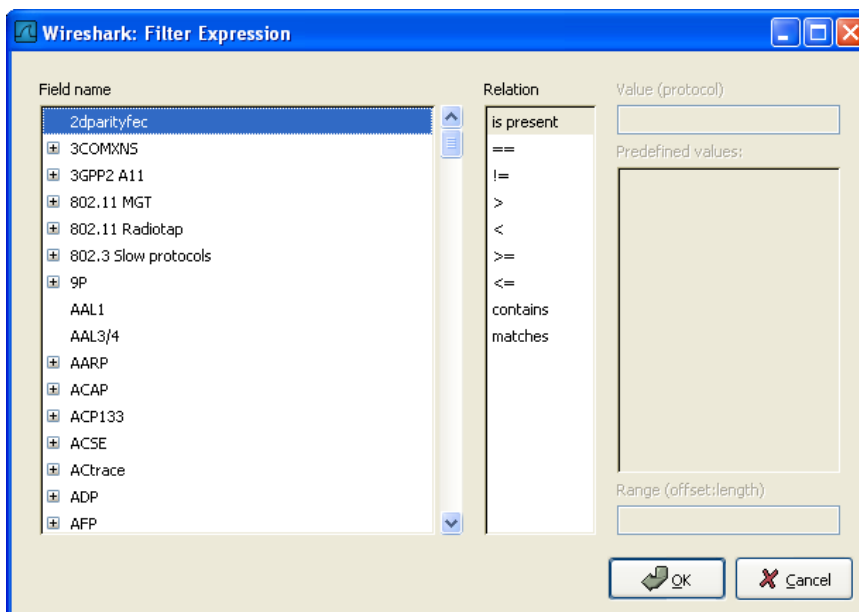 Wireshark: Filter Expression
Field name
2dparityfec
3COMXNS
3GPP2 A11
802.11 MGT
802.11 Radiotap
802.3 Slow protocols
9P
AAL1
AAL3/4
AARP
ACAP
ACP133
ACSE
ACtrace
ADP
AFP
Relation
is present
==
!=
>
<
>=
<=
contains
matches
Value (protocol)
Predefined values:
Range (offset:length)
OK
Cancel